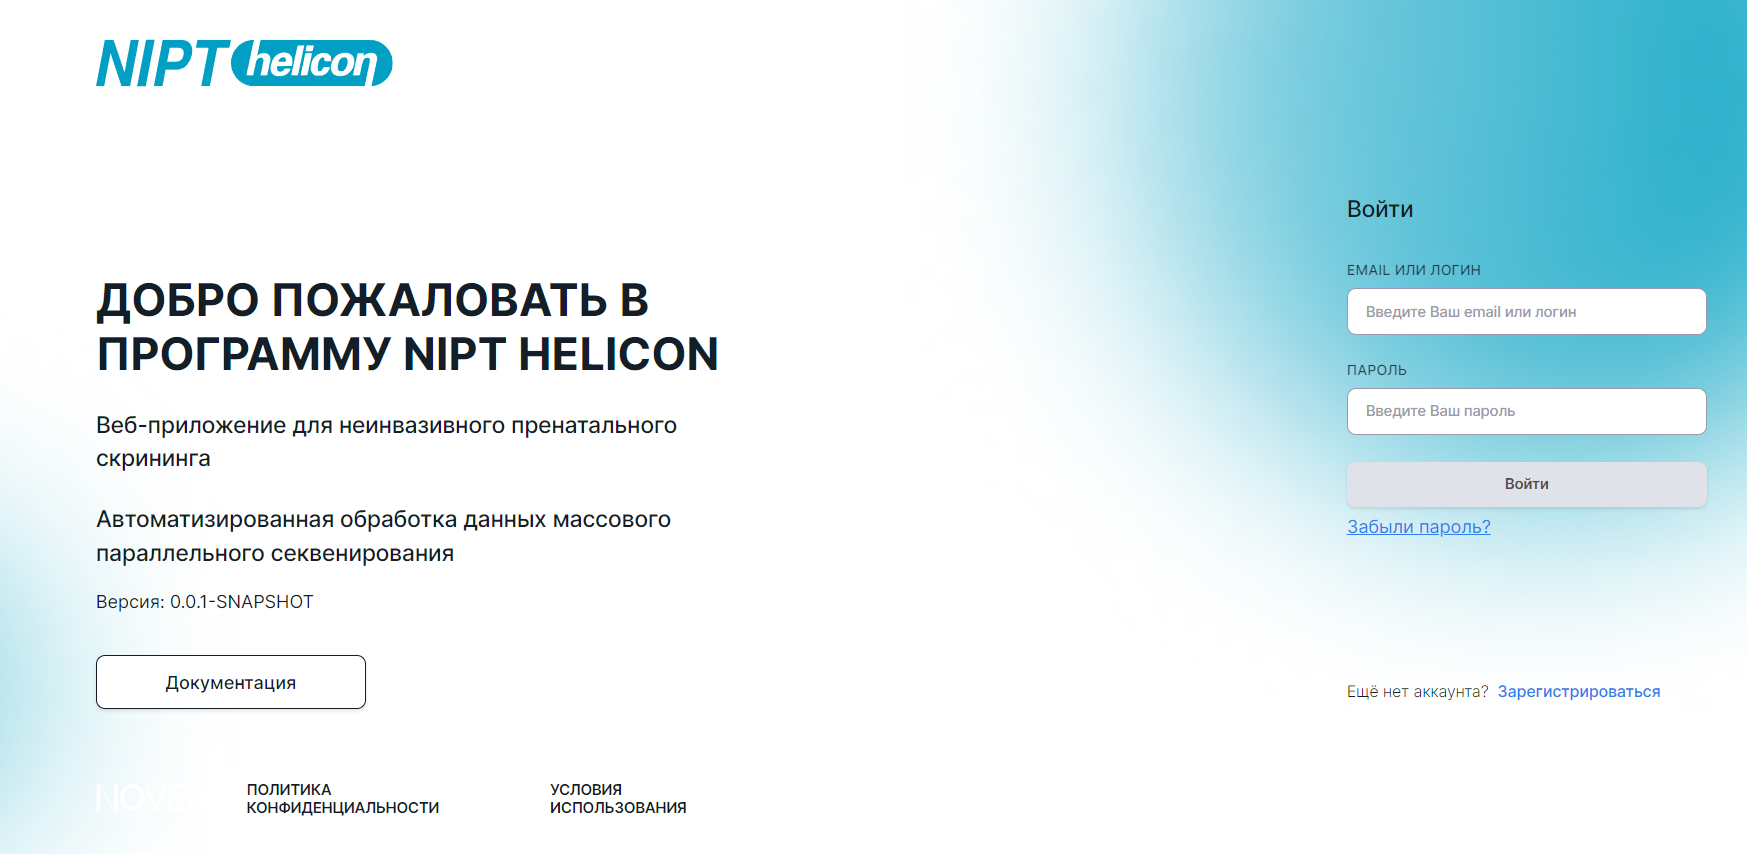 NIPT helicon
ДОБРО ПОЖАЛОВАТЬ В
ПРОГРАММУ NIPT HELICON
Веб-приложение для неинвазивного пренатального
скрининга
Автоматизированная обработка данных массового
параллельного секвенирования
Версия: 0.0.1-SNAPSHOT
Документация
ПОЛИТИКА
КОНФИДЕНЦИАЛЬНОСТИ
УСЛОВИЯ
ИСПОЛЬЗОВАНИЯ
Войти
EMAIL ИЛИ ЛОГИН
Введите Ваш email или логин
ПАРОЛЬ
Введите Ваш пароль
Войти
Забыли пароль?
Ещё нет аккаунта? Зарегистрироваться